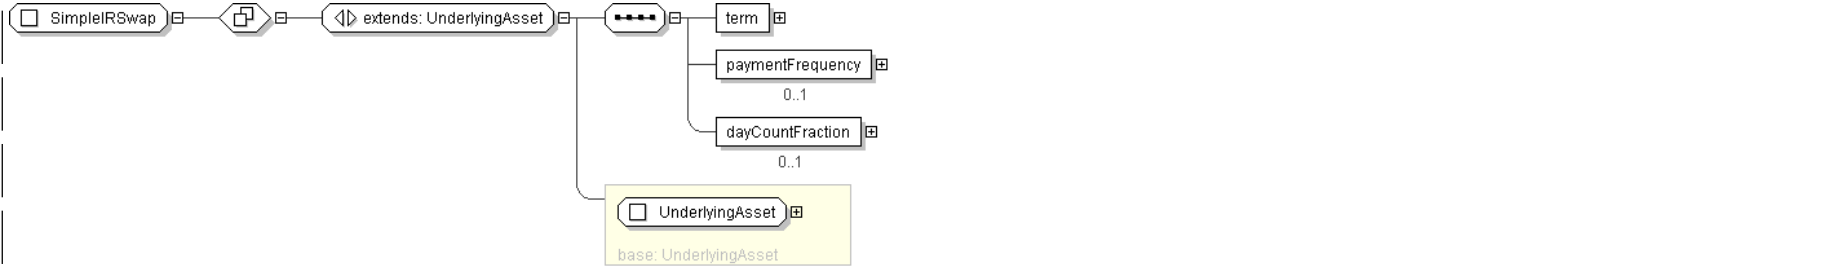 SimpleIRSwap
extends: UnderlyingAsset
term
paymentFrequency
0..1
dayCountFraction
0..1
UnderlyingAsset
base: UnderlyingAsset